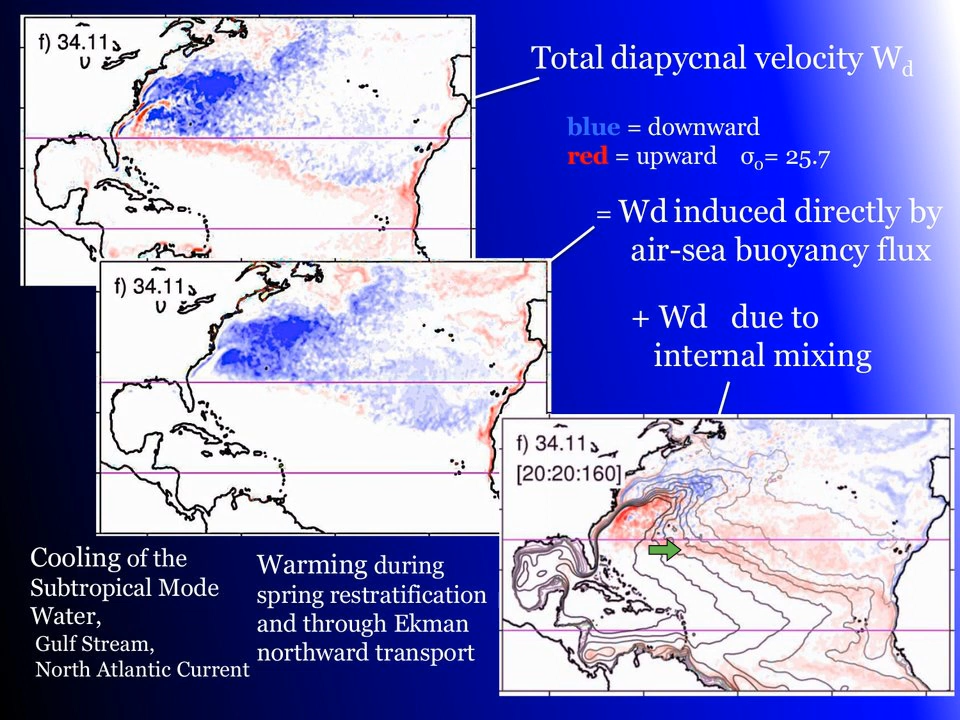 f) 34.11
Total diapycnal velocity Wd
blue = downward
red = upward σ0= 25.7
= Wd induced directly by
air-sea buoyancy flux
f) 34.11
+ Wd due to
internal mixing
f) 34.11
[20:20:160]
Cooling of the
Subtropical Mode
Water,
Gulf Stream,
North Atlantic Current
Warming during
spring restratification
and through Ekman
northward transport